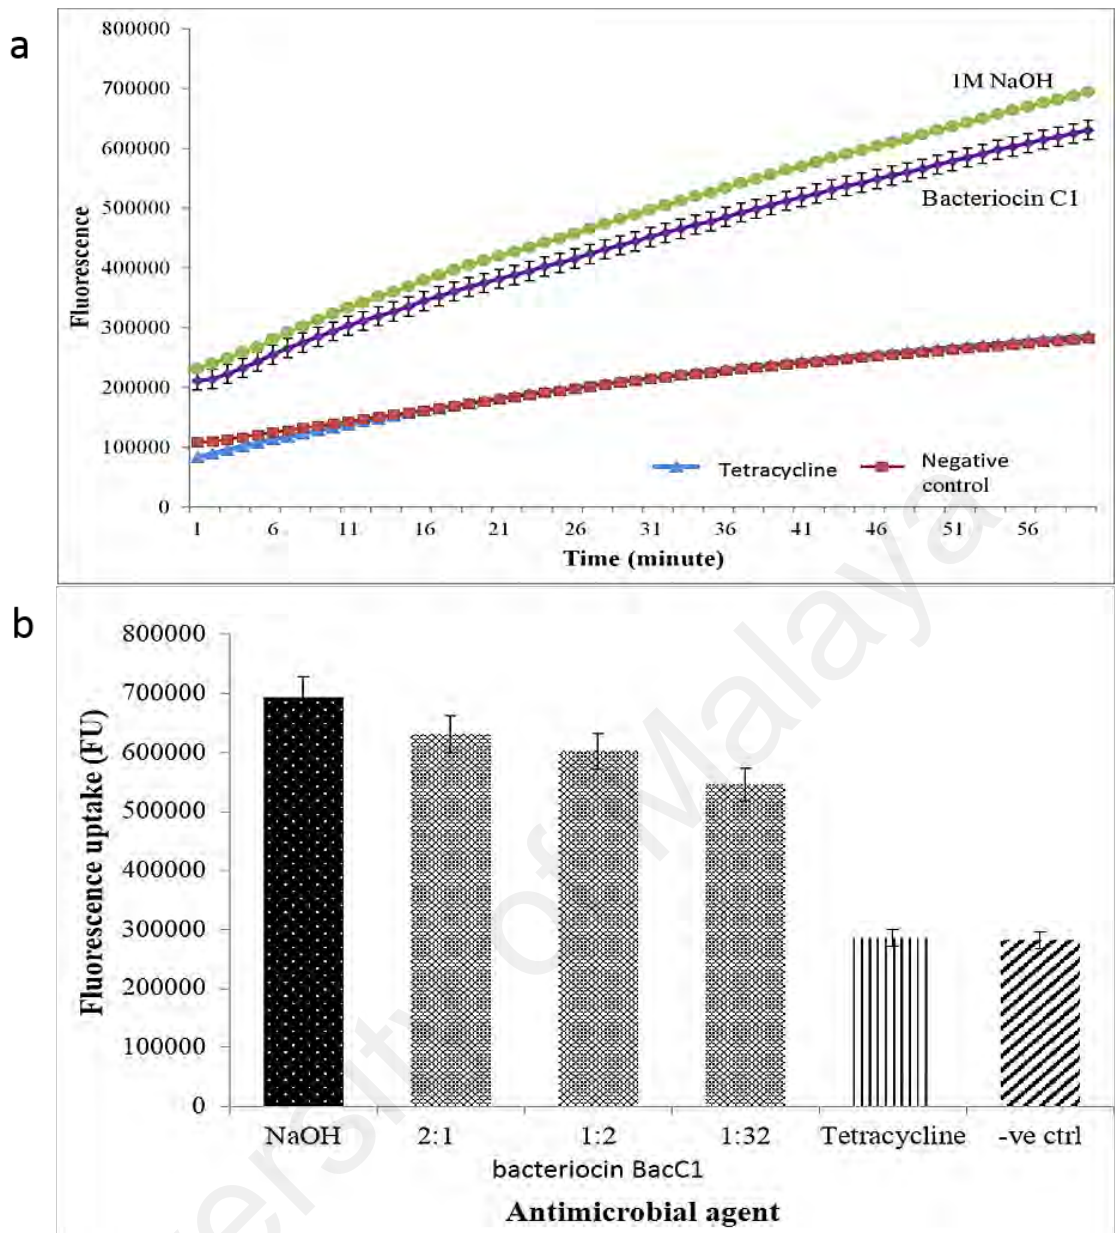 a
800000
700000
600000
500000
400000
300000
200000
100000
0
Fluorescence
1M NaOH
Bacteriocin C1
Tetracycline
Negative
control
1 6 11 16 21 26 31 36 41 46 51 56
Time (minute)
b
800000
700000
600000
500000
400000
300000
200000
100000
0
Fluorescence uptake (FU)
NaOH 2:1 1:2 1:32 Tetracycline -ve ctrl
bacteriocin BacC1
Antimicrobial agent
of Malaya